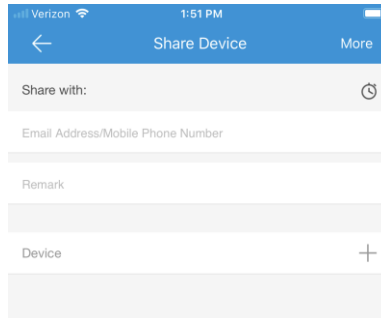 Verizon 1:51 PM
Share Device More
Share with:
Email Address/Mobile Phone Number
Remark
Device